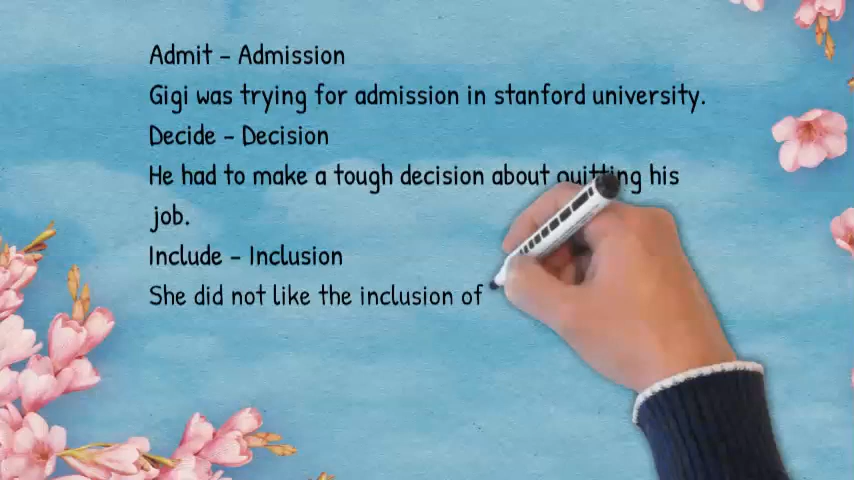 Admit - Admission
Gigi was trying for admission in stanford university.
Decide - Decision
He had to make a tough decision about quitting his
job.
Include - Inclusion
She did not like the inclusion of